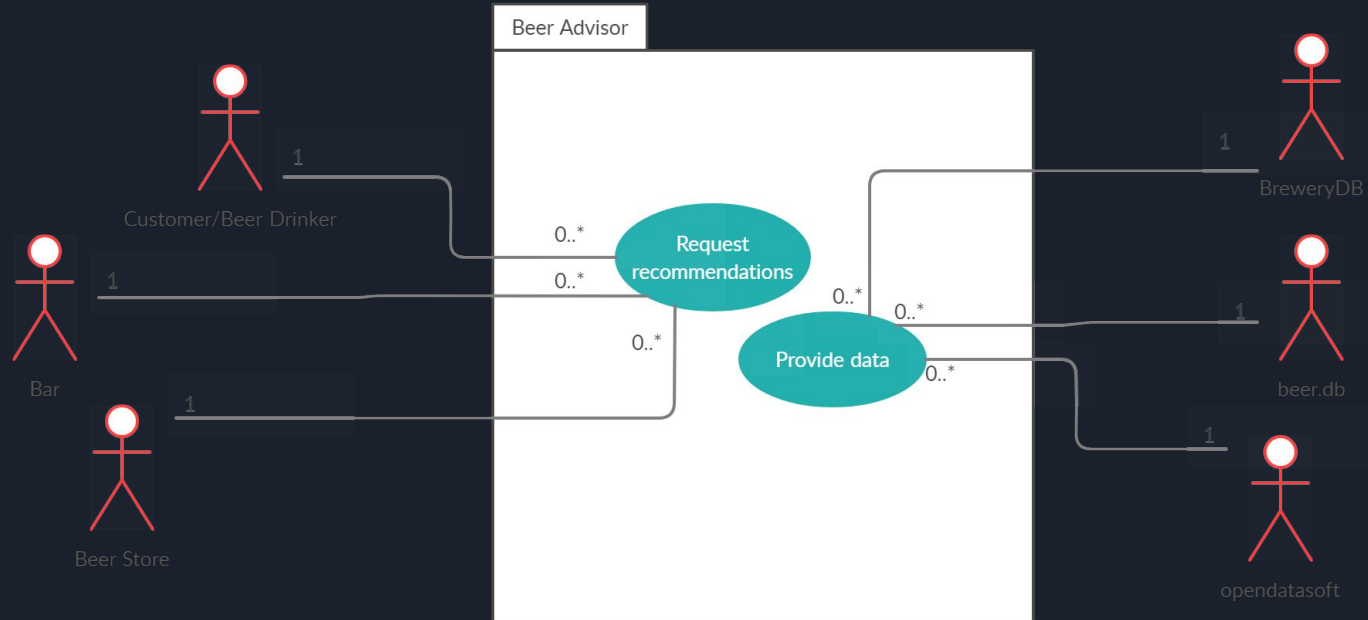 Beer Advisor
1
Customer/Beer Drinker
1
Bar
1
Beer Store
0..*
0..*
0..*
Request
recommendations
Provide data
0..*
0..*
0..*
1
BreweryDB
1
beer.db
1
opendatasoft